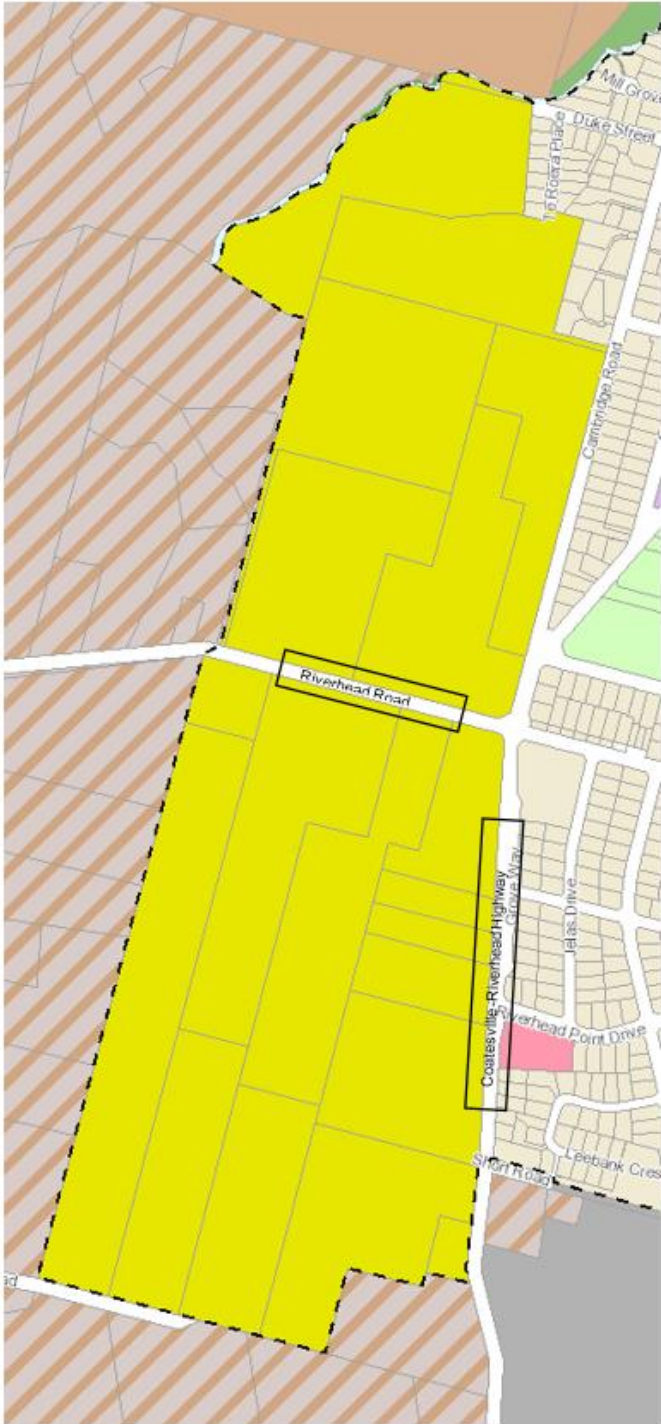 Mill Grov
Duke Street
Te Roera Place
Cambridge Road
Riverhead Road
Grove Way
Coatesville-Riverhead Highway
Jelas Drive
Riverhead Point Drive
Short Road
Leebank Cres
ad